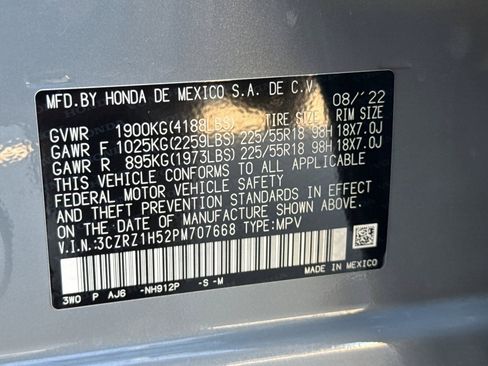 MFD.BY HONDA DE MEXICO S.A. DE C.V. 08/'22
GVWR 1900KG(4188LBS) TIRE SIZE RIM SIZE
GAWR F 1025KG(2259LBS) 225/55R18 98H 18X7.0J
GAWR R 895KG(1973LBS) 225/55R18 98H 18X7.0J
THIS VEHICLE CONFORMS TO ALL APPLICABLE
FEDERAL MOTOR VEHICLE SAFETY
AND THEFT PREVENTION STANDARDS IN EFFECT
ON THE DATE OF MANUFACTURE SHOWN ABOVE.
V.I.N.:3CZRZ1H52PM707668 TYPE:MPV
3W0 P AJ6 -NH912P -S -M
MADE IN MEXICO